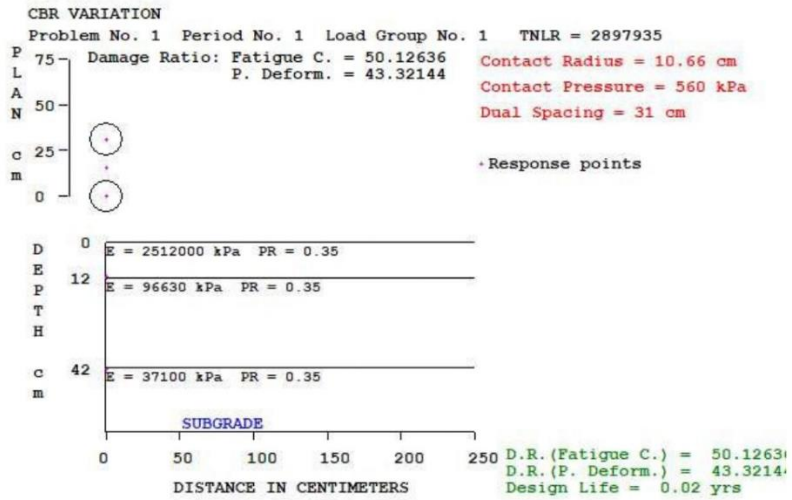 CBR VARIATION
Problem No. 1 Period No. 1 Load Group No. 1 TNLR = 2897935
Damage Ratio: Fatigue C. = 50.12636
P. Deform. = 43.32144
Contact Radius = 10.66 cm
Contact Pressure = 560 kPa
Dual Spacing = 31 cm
Response points
PLAN cm
75
50
25
0
DEPTH cm
0
E = 2512000 kPa PR = 0.35
12
E = 96630 kPa PR = 0.35
42
E = 37100 kPa PR = 0.35
SUBGRADE
0 50 100 150 200 250
DISTANCE IN CENTIMETERS
D.R.(Fatigue C.) = 50.1263
D.R.(P. Deform.) = 43.3214
Design Life = 0.02 yrs